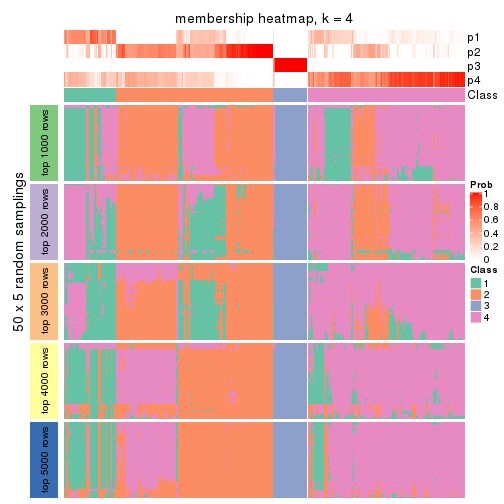 membership heatmap, k = 4
p1
p2
p3
p4
Class
50 x 5 random samplings
top 1000 rows
top 2000 rows
top 3000 rows
top 4000 rows
top 5000 rows
Prob
1
0.8
0.6
0.4
0.2
0
Class
1
2
3
4